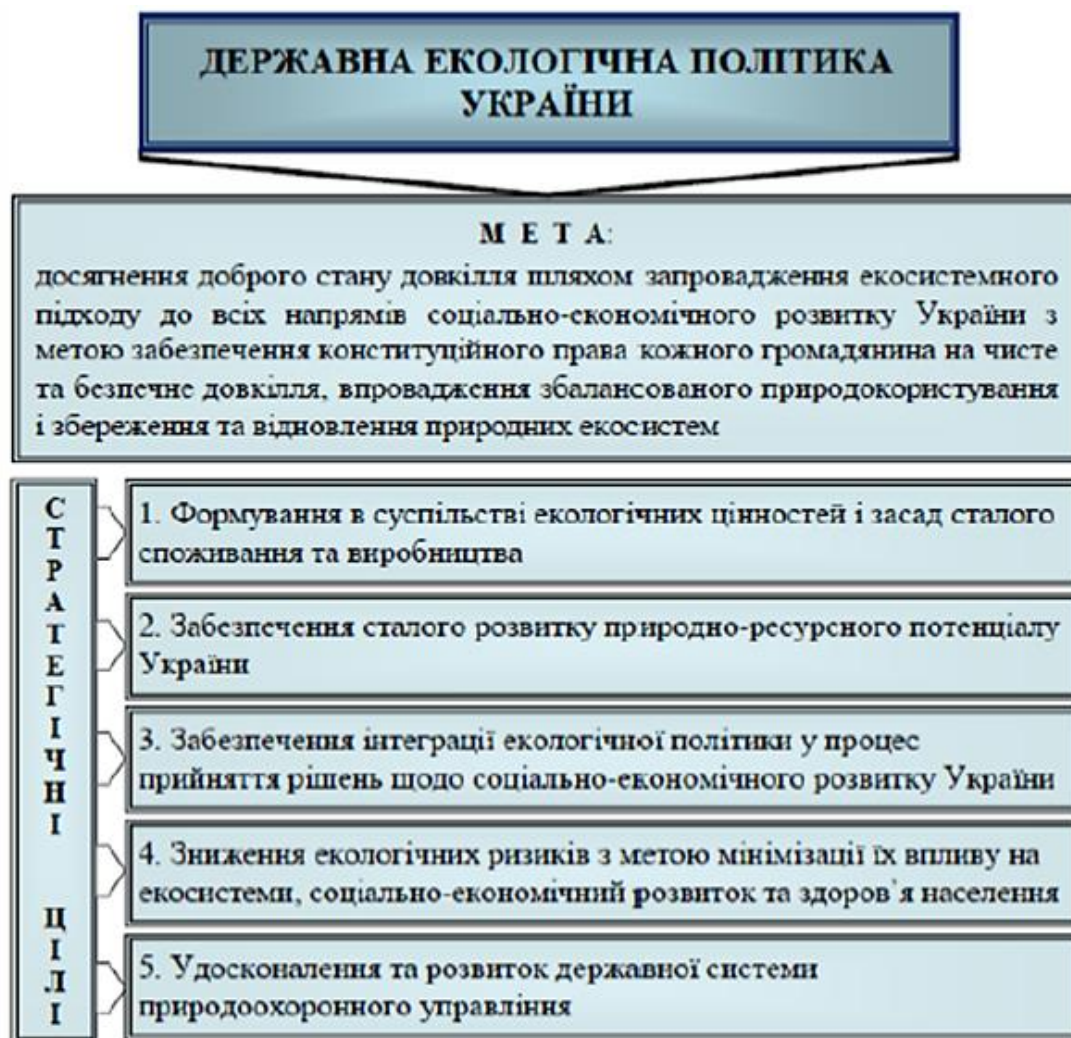 ДЕРЖАВНА ЕКОЛОГІЧНА ПОЛІТИКА
УКРАЇНИ
М Е Т А:
досягнення доброго стану довкілля шляхом запровадження екосистемного
підходу до всіх напрямів соціально-економічного розвитку України з
метою забезпечення конституційного права кожного громадянина на чисте
та безпечне довкілля, впровадження збалансованого природокористування
і збереження та відновлення природних екосистем
СТРАТЕГІЧНІ ЦІЛІ
1. Формування в суспільстві екологічних цінностей і засад сталого
споживання та виробництва
2. Забезпечення сталого розвитку природно-ресурсного потенціалу
України
3. Забезпечення інтеграції екологічної політики у процес
прийняття рішень щодо соціально-економічного розвитку України
4. Зниження екологічних ризиків з метою мінімізації їх впливу на
екосистеми, соціально-економічний розвиток та здоров`я населення
5. Удосконалення та розвиток державної системи
природоохоронного управління